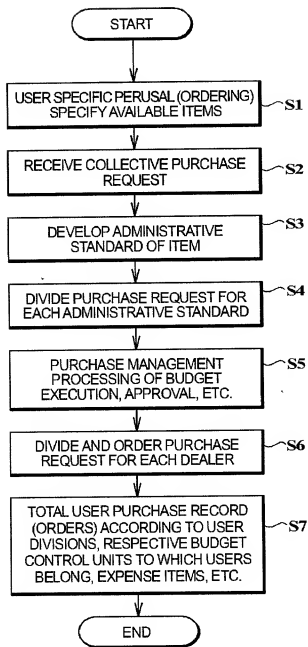 START
USER SPECIFIC PERUSAL (ORDERING)
SPECIFY AVAILABLE ITEMS
S1
RECEIVE COLLECTIVE PURCHASE
REQUEST
S2
DEVELOP ADMINISTRATIVE
STANDARD OF ITEM
S3
DIVIDE PURCHASE REQUEST FOR
EACH ADMINISTRATIVE STANDARD
S4
PURCHASE MANAGEMENT
PROCESSING OF BUDGET
EXECUTION, APPROVAL, ETC.
S5
DIVIDE AND ORDER PURCHASE
REQUEST FOR EACH DEALER
S6
TOTAL USER PURCHASE RECORD
(ORDERS) ACCORDING TO USER
DIVISIONS, RESPECTIVE BUDGET
CONTROL UNITS TO WHICH USERS
BELONG, EXPENSE ITEMS, ETC.
S7
END